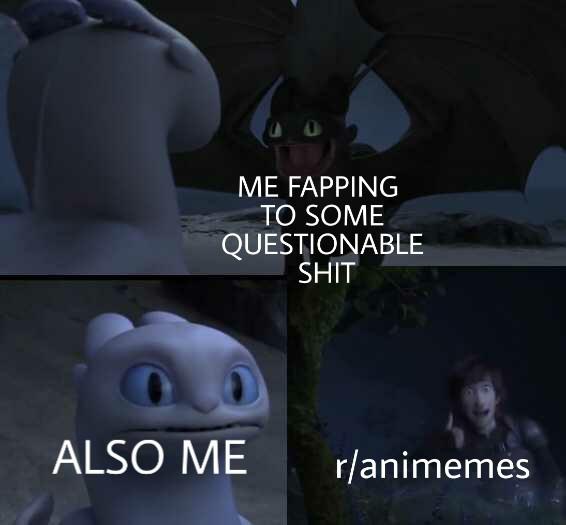 ME FAPPING
TO SOME
QUESTIONABLE
SHIT
ALSO ME
r/animemes